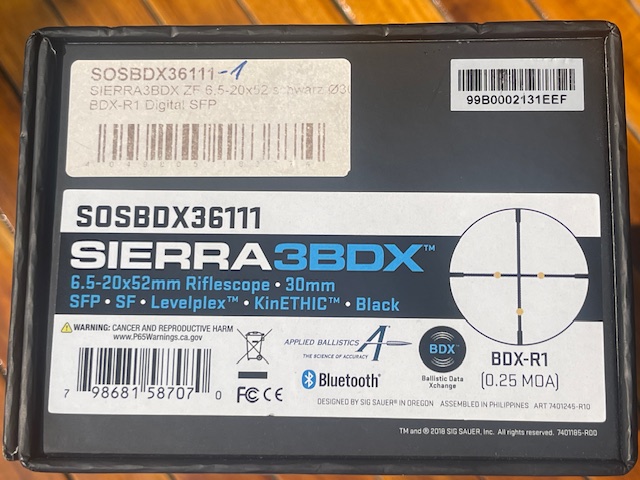 SOSBDX36111-1
SIERRA3BDX ZF 6.5-20x52 schwarz Ø30
BDX-R1 Digital SFP
99B0002131EEF
SOSBDX36111
SIERRA3BDX™
6.5-20x52mm Riflescope • 30mm
SFP • SF • Levelplex™ • KinETHIC™ • Black
WARNING: CANCER AND REPRODUCTIVE HARM
www.P65Warnings.ca.gov
7 98681 58707 0
FC CE
APPLIED BALLISTICS A
THE SCIENCE OF ACCURACY
Bluetooth®
BDX™
Ballistic Data
Xchange
BDX-R1
(0.25 MOA)
DESIGNED BY SIG SAUER® IN OREGON ASSEMBLED IN PHILIPPINES ART 7401245-R10
TM and ® 2018 SIG SAUER, Inc. All rights reserved. 7401185-R00